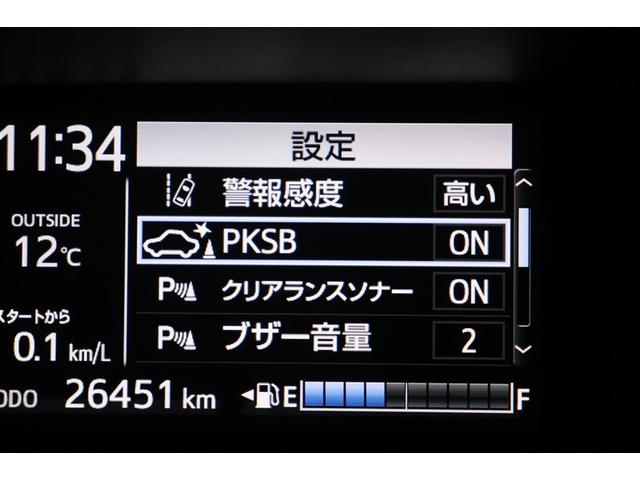 11:34
設定
警報感度 高い
OUTSIDE
12℃
PKSB ON
P クリアランスソナー ON
スタートから
0.1 km/L
P ブザー音量 2
ODO 26451 km
E F